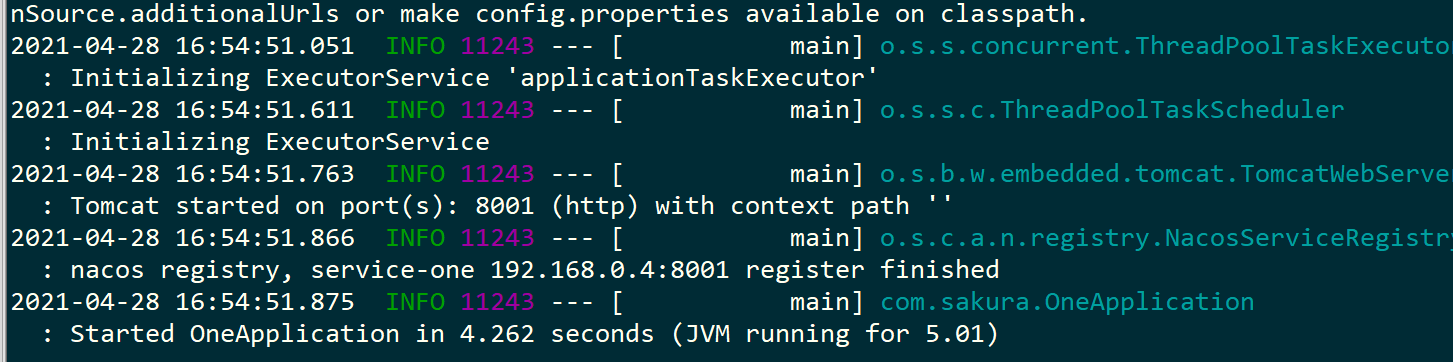 nSource.additionalUrls or make config.properties available on classpath.
2021-04-28 16:54:51.051  INFO 11243 --- [           main] o.s.s.concurrent.ThreadPoolTaskExecutor
  : Initializing ExecutorService 'applicationTaskExecutor'
2021-04-28 16:54:51.611  INFO 11243 --- [           main] o.s.s.c.ThreadPoolTaskScheduler
  : Initializing ExecutorService
2021-04-28 16:54:51.763  INFO 11243 --- [           main] o.s.b.w.embedded.tomcat.TomcatWebServe
  : Tomcat started on port(s): 8001 (http) with context path ''
2021-04-28 16:54:51.866  INFO 11243 --- [           main] o.s.c.a.n.registry.NacosServiceRegistry
  : nacos registry, service-one 192.168.0.4:8001 register finished
2021-04-28 16:54:51.875  INFO 11243 --- [           main] com.sakura.OneApplication
  : Started OneApplication in 4.262 seconds (JVM running for 5.01)